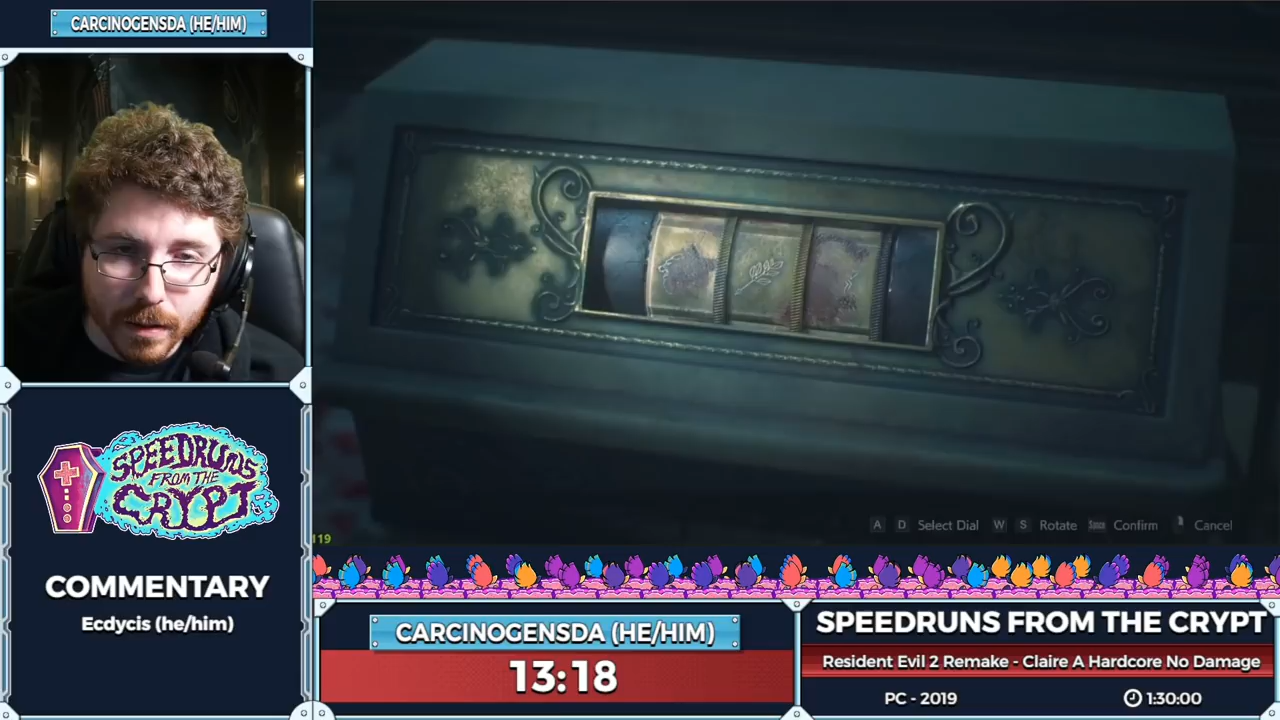 CARCINOGENSDA (HE/HIM)
SPEEDRUNS
FROM THE
CRYPT
COMMENTARY
Ecdycis (he/him)
119
A D Select Dial W S Rotate Space Confirm Cancel
CARCINOGENSDA (HE/HIM)
13:18
SPEEDRUNS FROM THE CRYPT
Resident Evil 2 Remake - Claire A Hardcore No Damage
PC - 2019
1:30:00